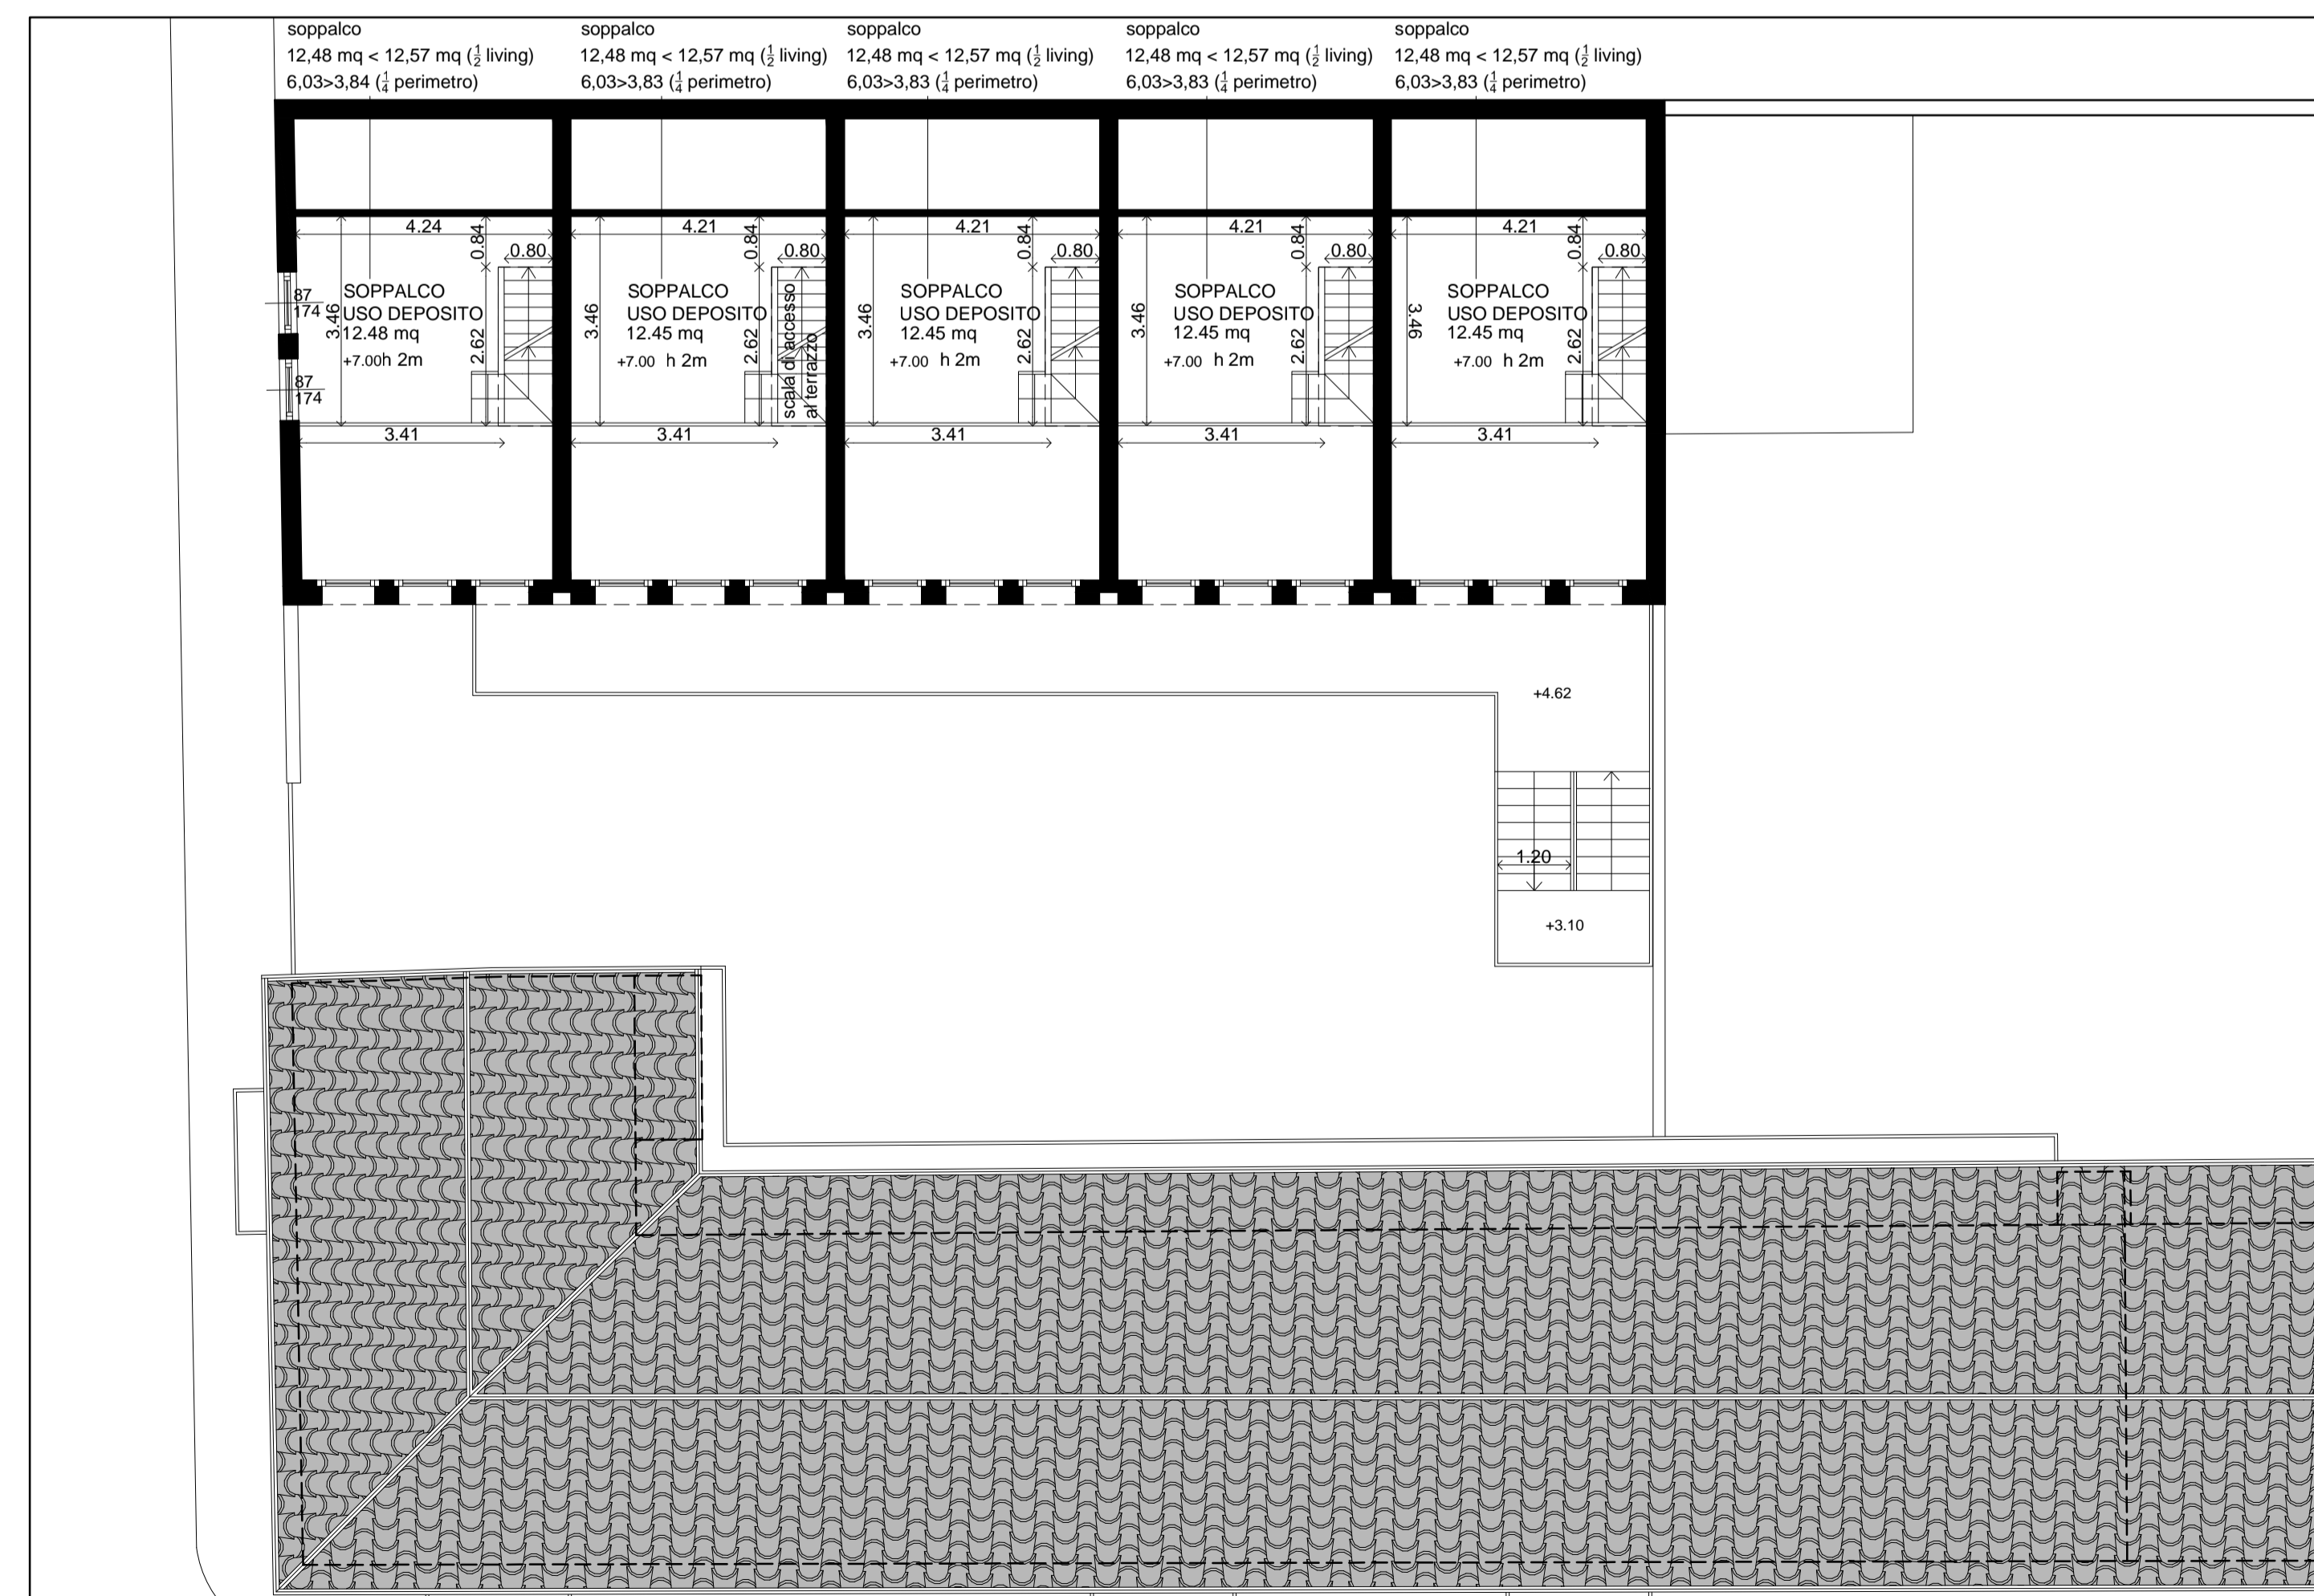 soppalco
12,48 mq < 12,57 mq (½ living)
6,03>3,84 (¼ perimetro)
soppalco
12,48 mq < 12,57 mq (½ living)
6,03>3,83 (¼ perimetro)
soppalco
12,48 mq < 12,57 mq (½ living)
6,03>3,83 (¼ perimetro)
soppalco
12,48 mq < 12,57 mq (½ living)
6,03>3,83 (¼ perimetro)
soppalco
12,48 mq < 12,57 mq (½ living)
6,03>3,83 (¼ perimetro)
4.24
0.84
0.80
87
174
3.46
SOPPALCO
USO DEPOSITO
12.48 mq
+7.00 h 2m
2.62
87
174
3.41
4.21
0.84
0.80
3.46
SOPPALCO
USO DEPOSITO
12.45 mq
+7.00 h 2m
2.62
scala di accesso
al terrazzo
3.41
4.21
0.84
0.80
3.46
SOPPALCO
USO DEPOSITO
12.45 mq
+7.00 h 2m
2.62
3.41
4.21
0.84
0.80
3.46
SOPPALCO
USO DEPOSITO
12.45 mq
+7.00 h 2m
2.62
3.41
4.21
0.84
0.80
3.46
SOPPALCO
USO DEPOSITO
12.45 mq
+7.00 h 2m
2.62
3.41
+4.62
1.20
+3.10